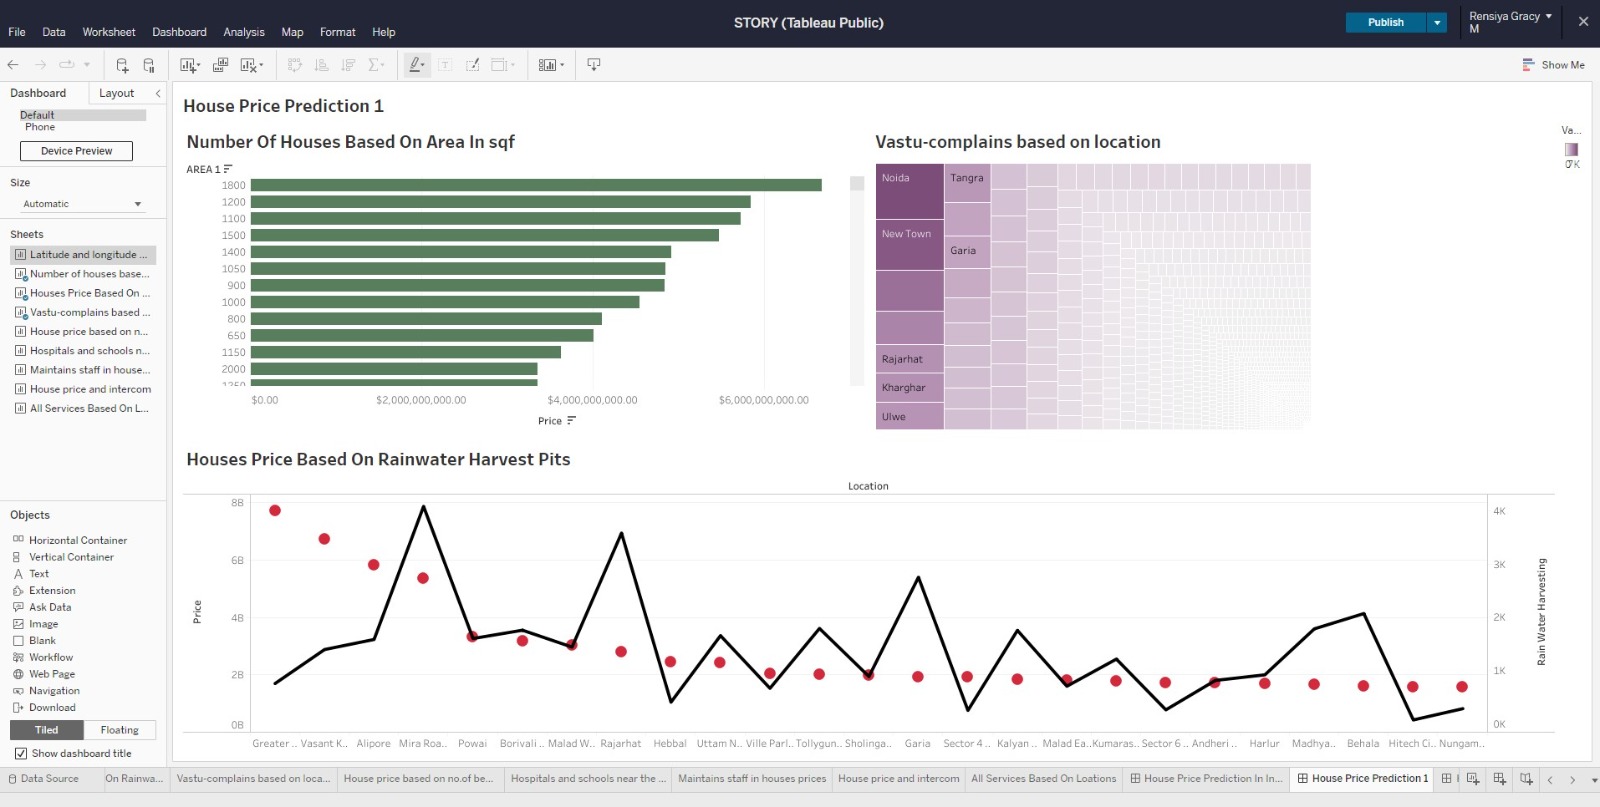 STORY (Tableau Public)
Publish
Rensiya Gracy M
File Data Worksheet Dashboard Analysis Map Format Help
Show Me
Dashboard Layout
Default
Phone
Device Preview
Size
Automatic
Sheets
Latitude and longitude ...
Number of houses base...
Houses Price Based On ...
Vastu-complains based ...
House price based on n...
Hospitals and schools n...
Maintains staff in house...
House price and intercom
All Services Based On L...
Objects
Horizontal Container
Vertical Container
Text
Extension
Ask Data
Image
Blank
Workflow
Web Page
Navigation
Download
Tiled Floating
Show dashboard title
House Price Prediction 1
Number Of Houses Based On Area In sqf
AREA 1
1800
1200
1100
1500
1400
1050
900
1000
800
650
1150
2000
1250
$0.00 $2,000,000,000.00 $4,000,000,000.00 $6,000,000,000.00
Price
Vastu-complains based on location
Noida
Tangra
New Town
Garia
Rajarhat
Kharghar
Ulwe
Va...
Houses Price Based On Rainwater Harvest Pits
Location
8B
6B
4B
2B
0B
Price
4K
3K
2K
1K
0K
Rain Water Harvesting
Greater .. Vasant K.. Alipore Mira Roa.. Powai Borivali .. Malad W.. Rajarhat Hebbal Uttam N.. Ville Parl.. Tollygun.. Sholinga.. Garia Sector 4 .. Kalyan .. Malad Ea.. Kumaras.. Sector 6 .. Andheri .. Harlur Madhya.. Behala Hitech Ci.. Nungam..
Data Source On Rainwa... Vastu-complains based on loca... House price based on no.of be... Hospitals and schools near the ... Maintains staff in houses prices House price and intercom All Services Based On Loations House Price Prediction In In... House Price Prediction 1